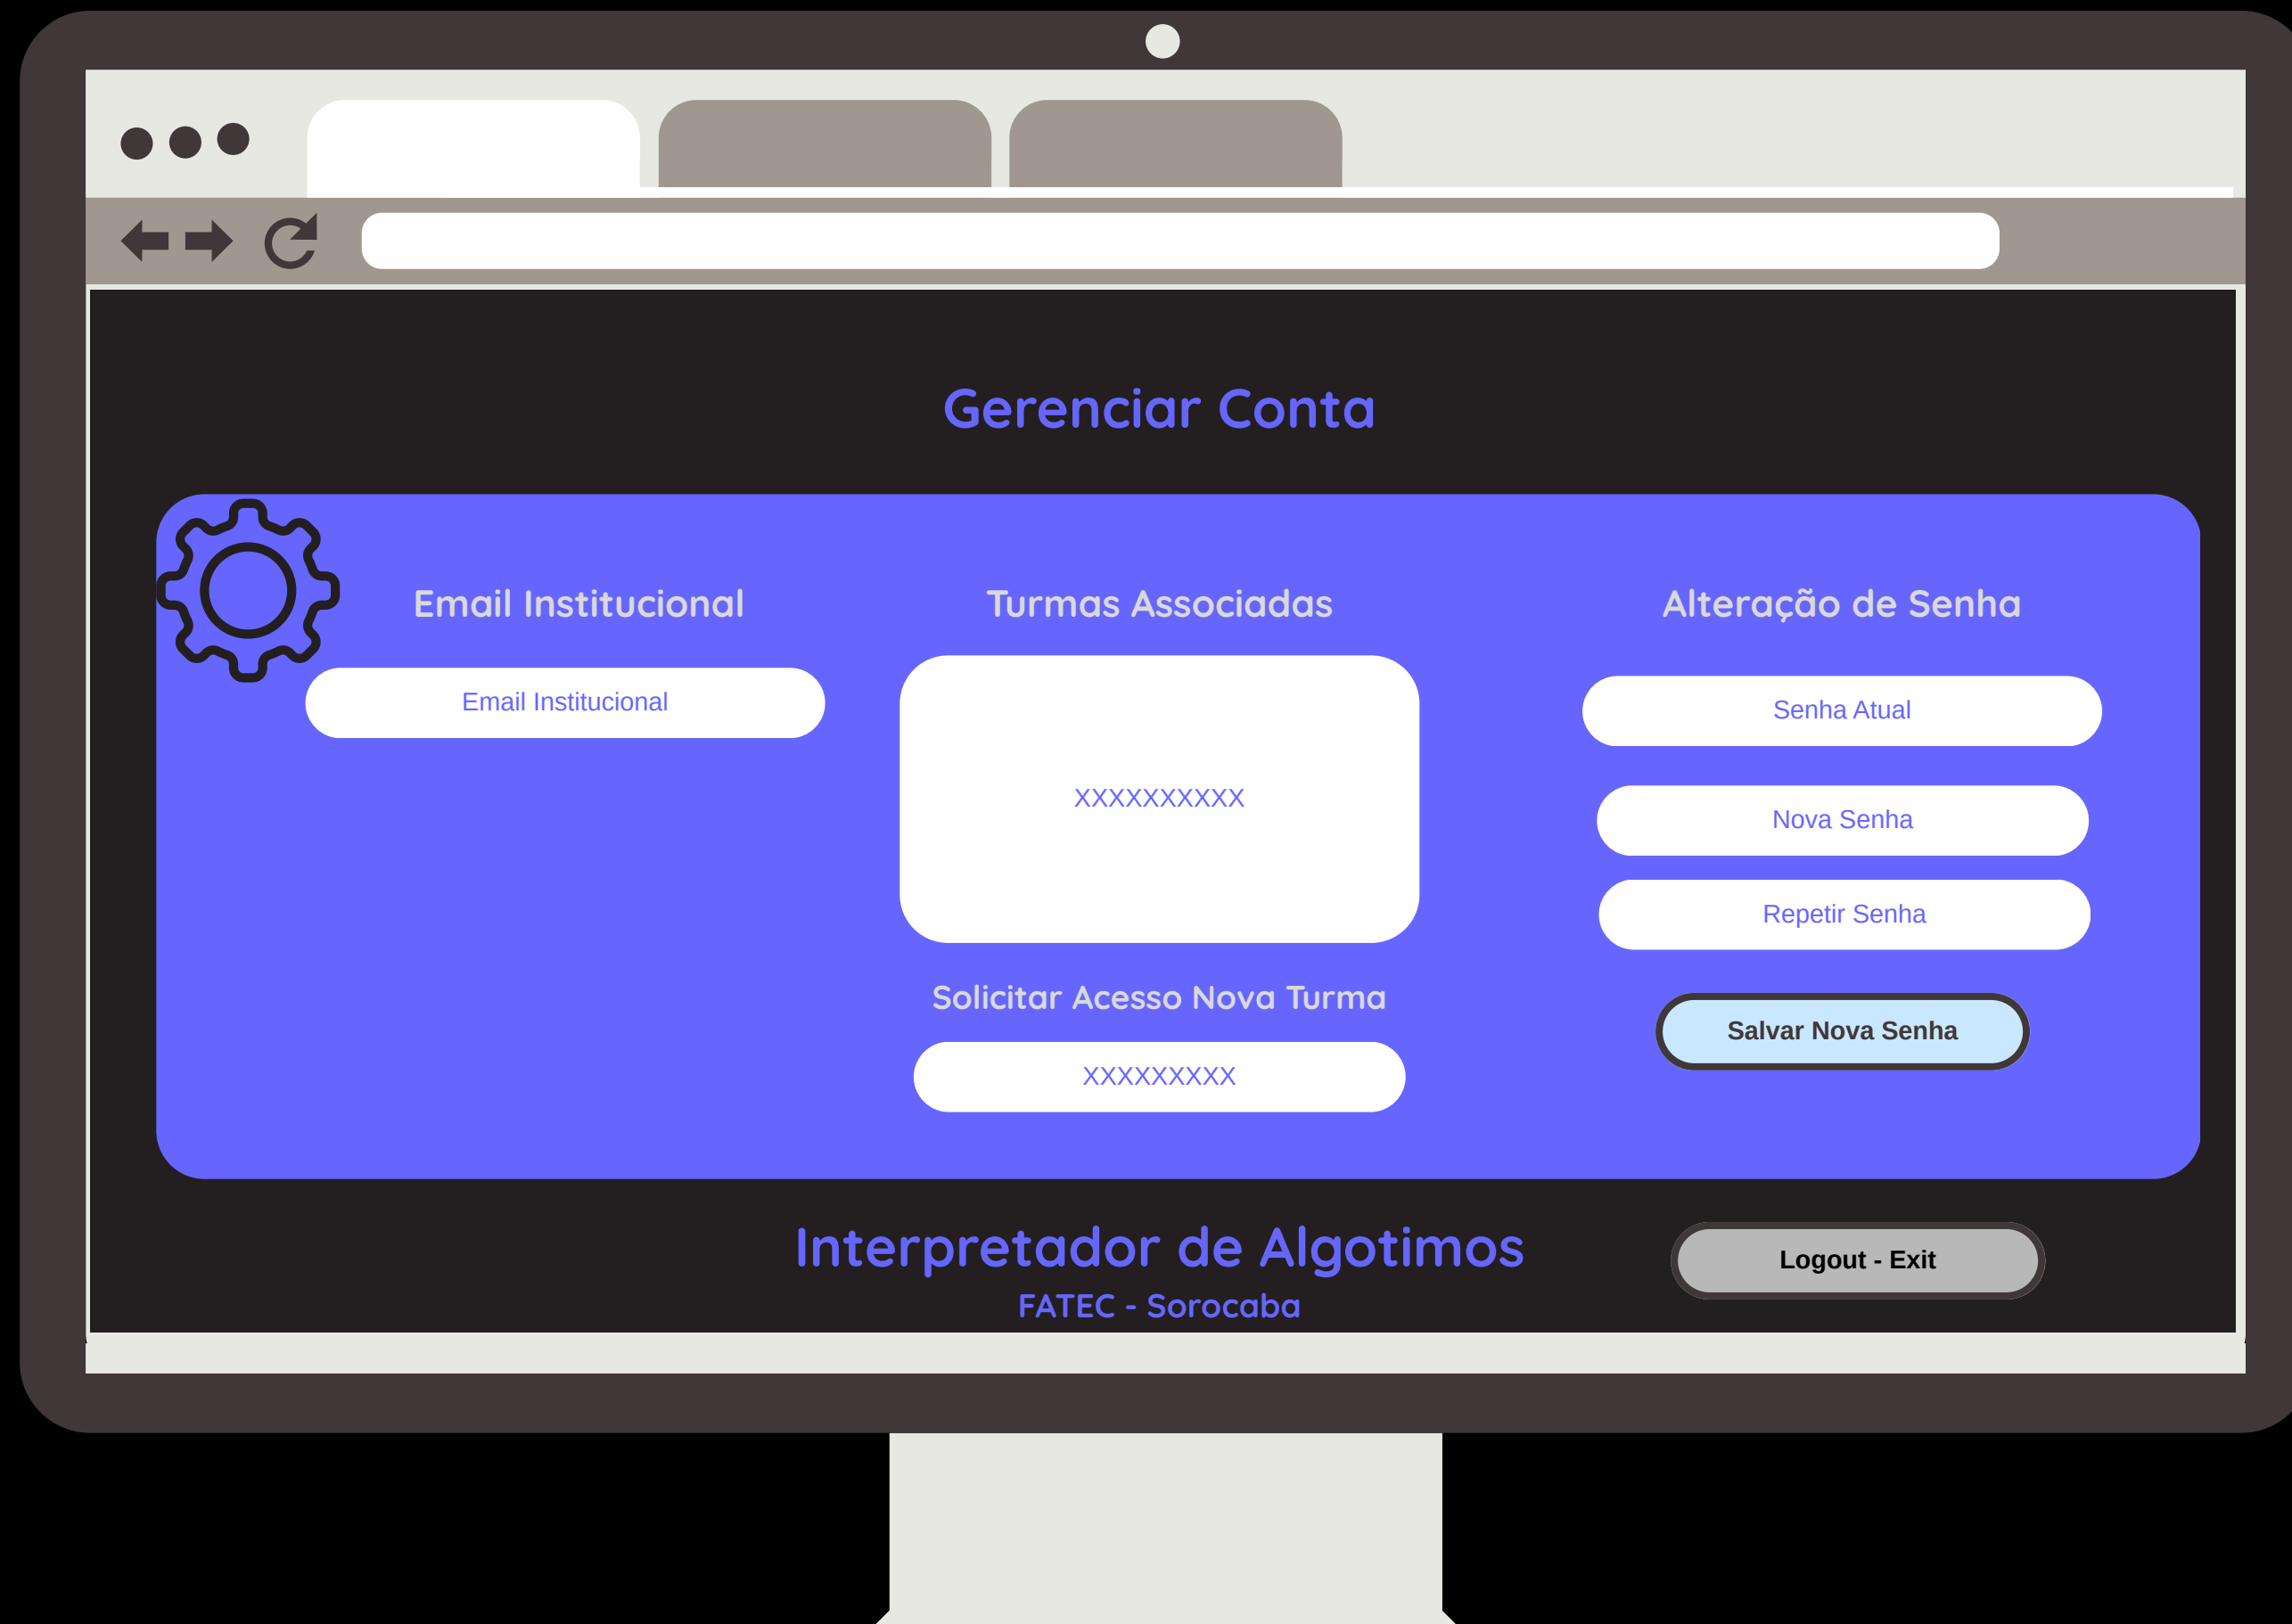 Gerenciar Conta
Email Institucional
Email Institucional
Turmas Associadas
XXXXXXXXXX
Solicitar Acesso Nova Turma
XXXXXXXXX
Alteração de Senha
Senha Atual
Nova Senha
Repetir Senha
Salvar Nova Senha
Interpretador de Algotimos
FATEC - Sorocaba
Logout - Exit